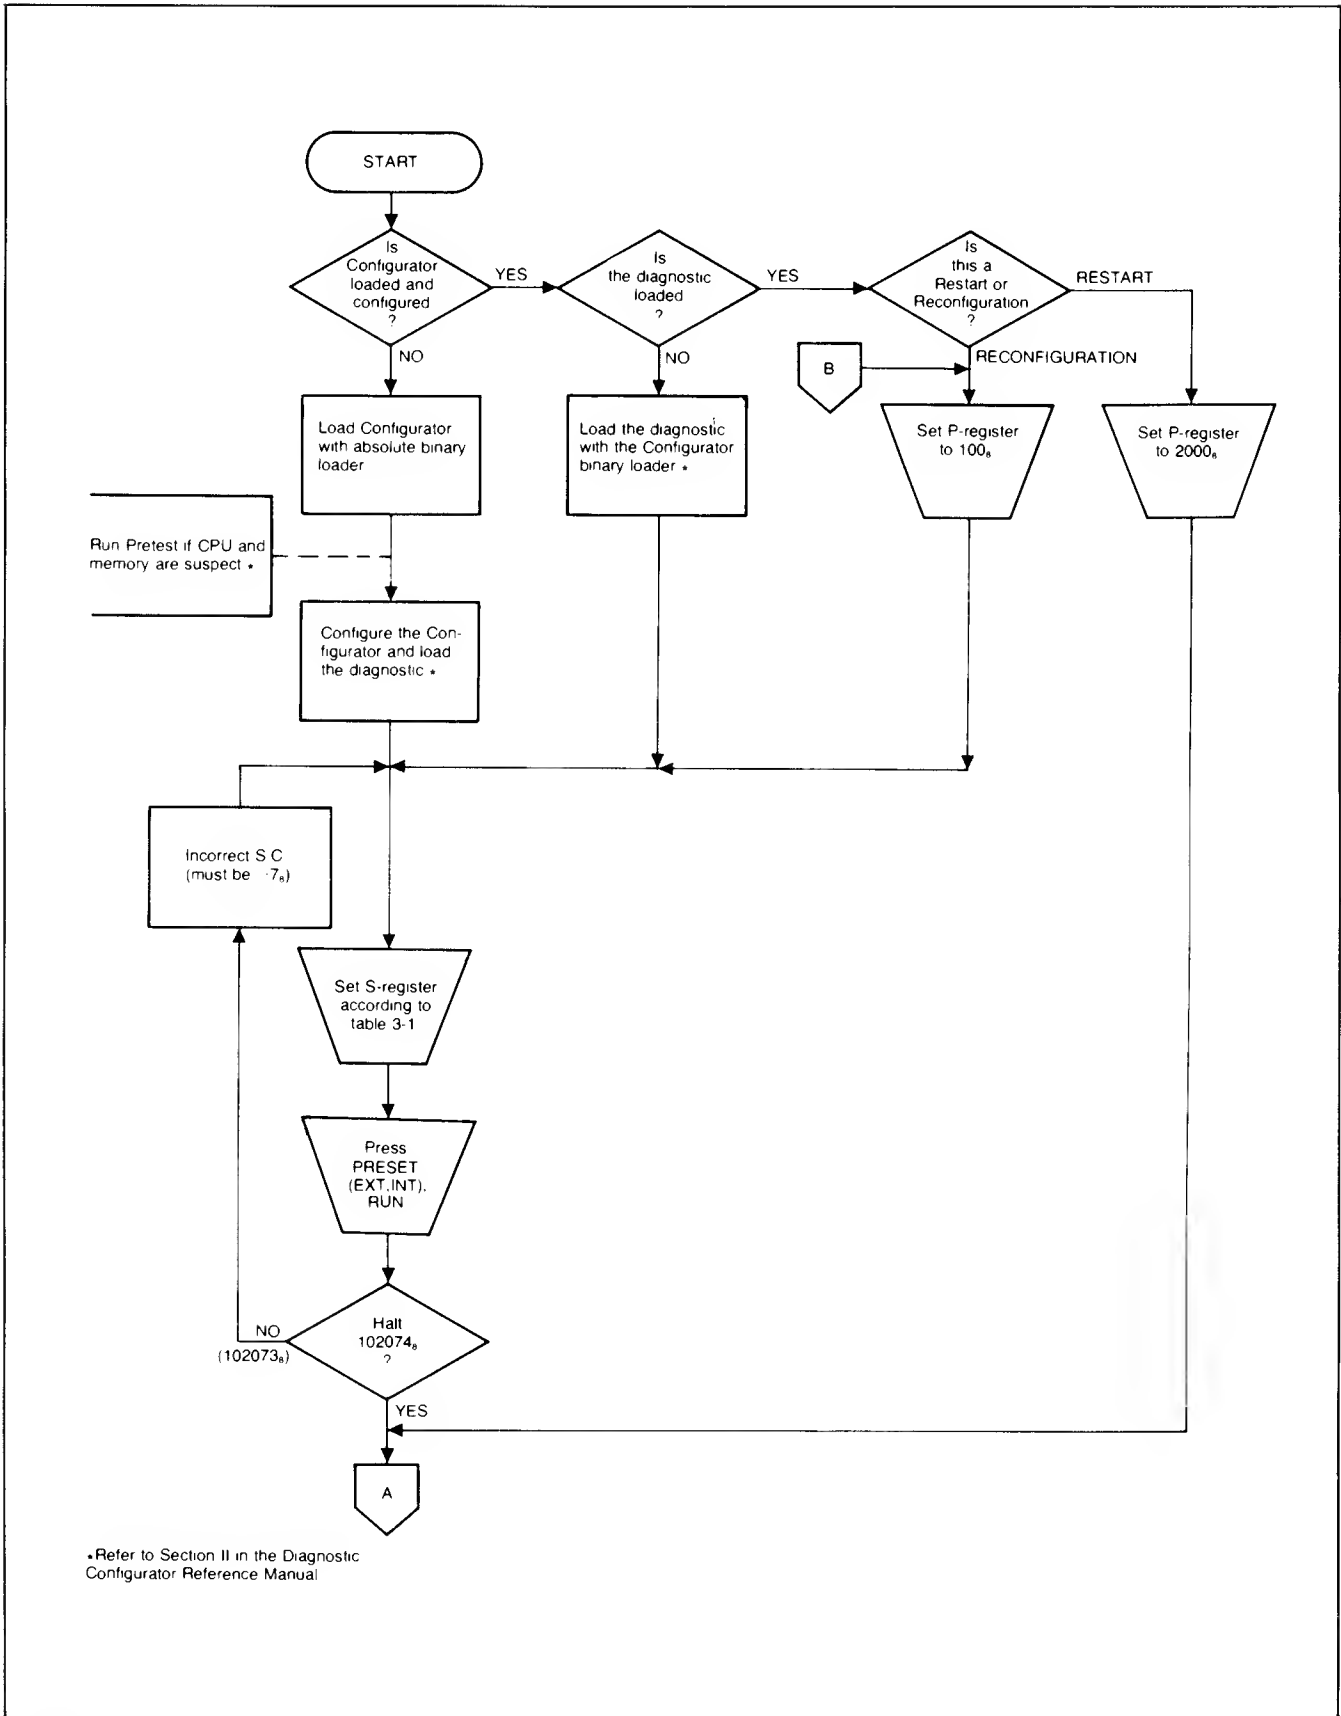 START
Is
Configurator
loaded and
configured
?
YES
NO
Is
the diagnostic
loaded
?
YES
NO
Is
this a
Restart or
Reconfiguration
?
RESTART
RECONFIGURATION
B
Load Configurator
with absolute binary
loader
Load the diagnostic
with the Configurator
binary loader *
Set P-register
to 100₈
Set P-register
to 2000₈
Run Pretest if CPU and
memory are suspect *
Configure the Con-
figurator and load
the diagnostic *
Incorrect S C
(must be 7₈)
Set S-register
according to
table 3-1
Press
PRESET
(EXT,INT).
RUN
Halt
102074₈
?
NO
(102073₈)
YES
A
*Refer to Section II in the Diagnostic
Configurator Reference Manual